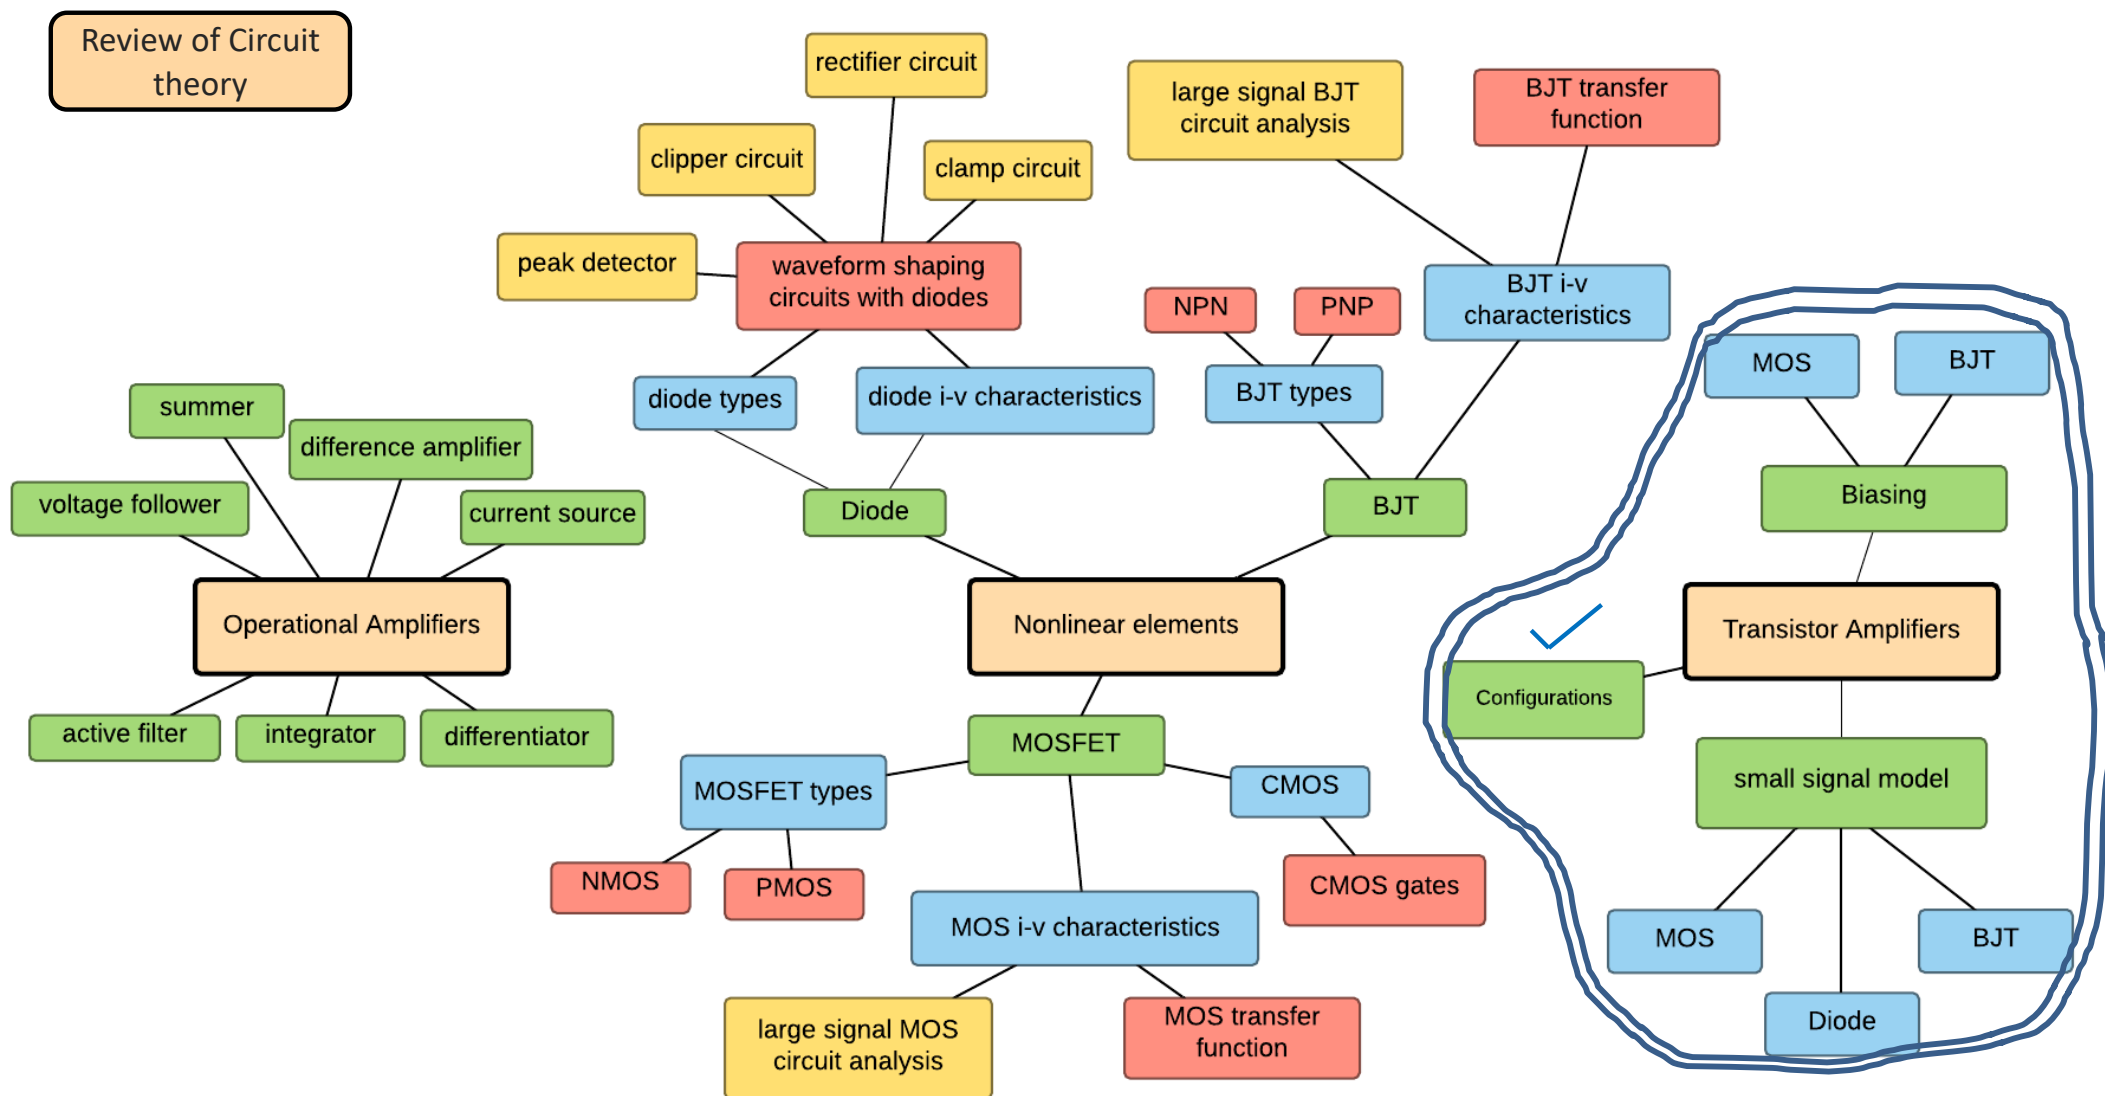 Review of Circuit
theory
rectifier circuit
clipper circuit
clamp circuit
peak detector
waveform shaping
circuits with diodes
diode types
diode i-v characteristics
Diode
large signal BJT
circuit analysis
BJT transfer
function
BJT i-v
characteristics
NPN
PNP
BJT types
BJT
summer
difference amplifier
voltage follower
current source
Operational Amplifiers
active filter
integrator
differentiator
Nonlinear elements
MOSFET
MOSFET types
CMOS
NMOS
PMOS
CMOS gates
MOS i-v characteristics
large signal MOS
circuit analysis
MOS transfer
function
MOS
BJT
Biasing
Transistor Amplifiers
Configurations
small signal model
MOS
BJT
Diode